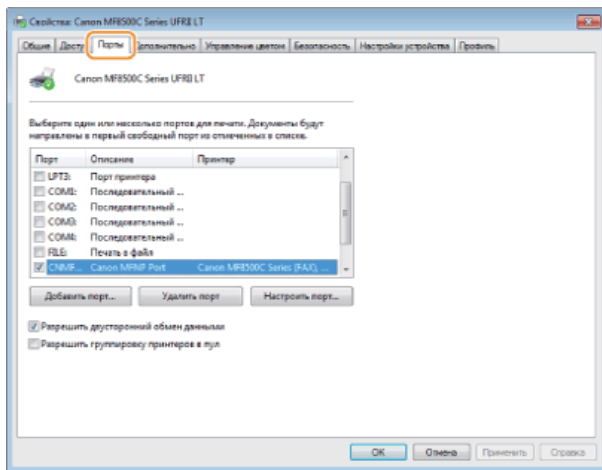 Свойства: Canon MF8500C Series UFRII LT
Общие Доступ Порты Дополнительно Управление цветом Безопасность Настройки устройства Профиль
Canon MF8500C Series UFRII LT
Выберите один или несколько портов для печати. Документы будут
направлены в первый свободный порт из отмеченных в списке.
Порт Описание Принтер
LPT3: Порт принтера
COM1: Последовательный ...
COM2: Последовательный ...
COM3: Последовательный ...
COM4: Последовательный ...
FILE: Печать в файл
CNMF... Canon MFNP Port Canon MF8500C Series (FAX), ...
Добавить порт... Удалить порт Настроить порт...
Разрешить двусторонний обмен данными
Разрешить группировку принтеров в пул
OK Отмена Применить Справка